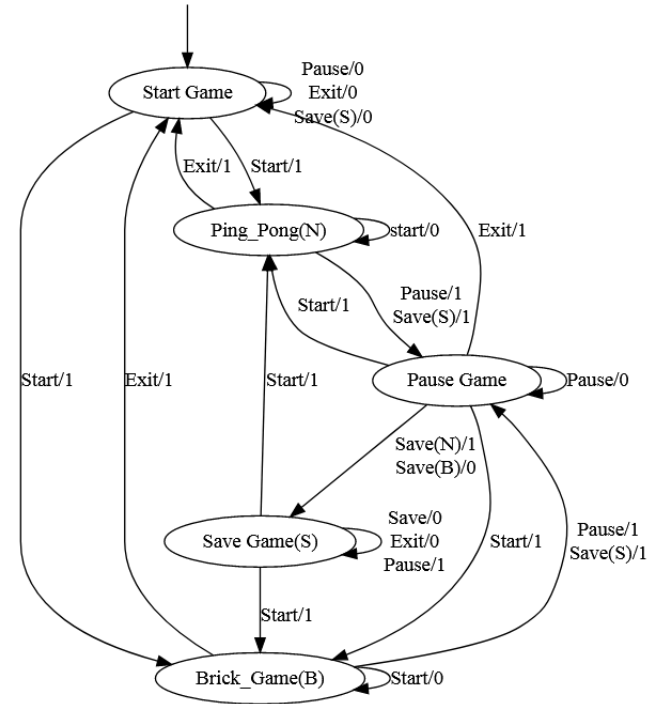 Pause/0
Start Game
Exit/0
Save(S)/0
Exit/1
Start/1
Ping_Pong(N)
start/0
Exit/1
Pause/1
Save(S)/1
Start/1
Start/1
Exit/1
Start/1
Pause Game
Pause/0
Save(N)/1
Save(B)/0
Save/0
Save Game(S)
Exit/0
Pause/1
Start/1
Pause/1
Save(S)/1
Start/1
Brick_Game(B)
Start/0